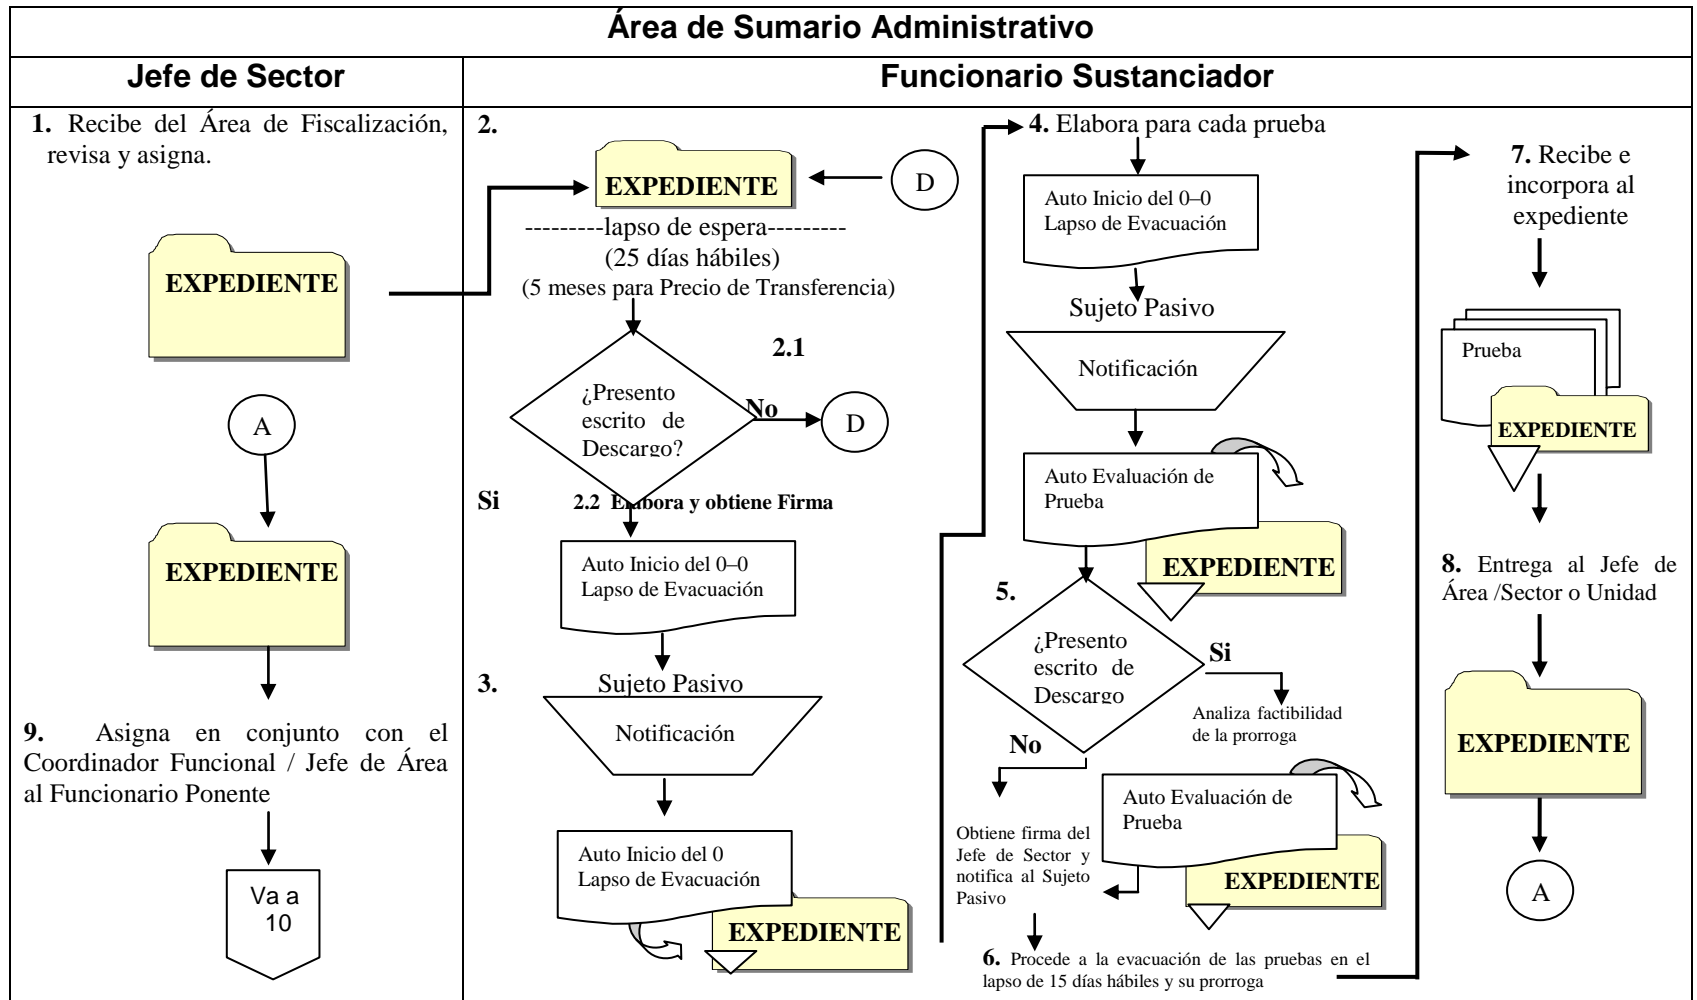 Área de Sumario Administrativo
Jefe de Sector
Funcionario Sustanciador
1. Recibe del Área de Fiscalización,
revisa y asigna.
EXPEDIENTE
A
EXPEDIENTE
9. Asigna en conjunto con el
Coordinador Funcional / Jefe de Área
al Funcionario Ponente
Va a
10
2.
EXPEDIENTE
D
---------lapso de espera---------
(25 días hábiles)
(5 meses para Precio de Transferencia)
2.1
¿Presento
escrito de
Descargo?
No
D
Si
2.2 Elabora y obtiene Firma
Auto Inicio del 0–0
Lapso de Evacuación
3.
Sujeto Pasivo
Notificación
Auto Inicio del 0
Lapso de Evacuación
EXPEDIENTE
4. Elabora para cada prueba
Auto Inicio del 0–0
Lapso de Evacuación
Sujeto Pasivo
Notificación
Auto Evaluación de
Prueba
EXPEDIENTE
5.
¿Presento
escrito de
Descargo
Si
Analiza factibilidad
de la prorroga
No
Auto Evaluación de
Prueba
EXPEDIENTE
Obtiene firma del
Jefe de Sector y
notifica al Sujeto
Pasivo
6. Procede a la evacuación de las pruebas en el
lapso de 15 días hábiles y su prorroga
7. Recibe e
incorpora al
expediente
Prueba
EXPEDIENTE
8. Entrega al Jefe de
Área /Sector o Unidad
EXPEDIENTE
A